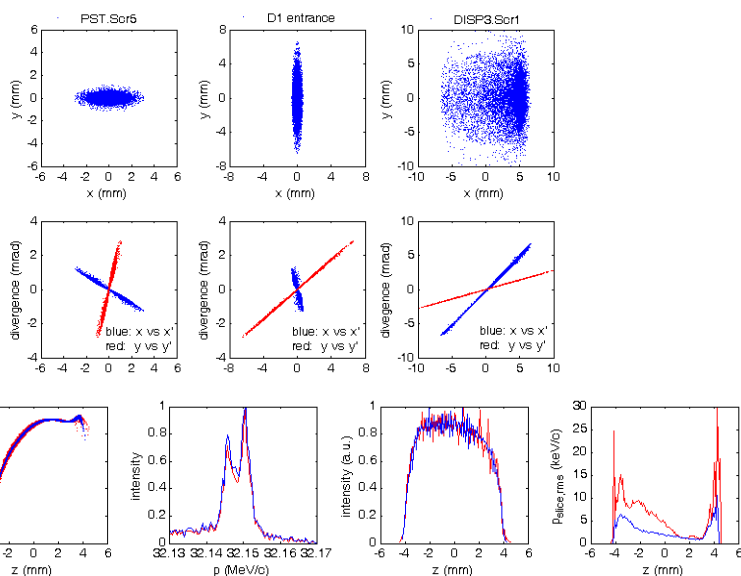 PST.Scr5
D1 entrance
DISP3.Scr1
6
4
2
0
-2
-4
-6
y (mm)
-6 -4 -2 0 2 4 6
x (mm)
8
4
0
-4
-8
y (mm)
-8 -4 0 4 8
x (mm)
10
5
0
-5
-10
y (mm)
-10 -5 0 5 10
x (mm)
4
2
0
-2
-4
divergence (mrad)
blue: x vs x'
red: y vs y'
-6 -4 -2 0 2 4 6
4
2
0
-2
-4
divergence (mrad)
blue: x vs x'
red: y vs y'
-8 -4 0 4 8
10
5
0
-5
-10
divegence (mrad)
blue: x vs x'
red: y vs y'
-10 -5 0 5 10
-2 0 2 4 6
z (mm)
1
0.8
0.6
0.4
0.2
0
intensity
32.13 32.14 32.15 32.16 32.17
p (MeV/c)
1
0.8
0.6
0.4
0.2
0
intensity (a.u.)
-6 -4 -2 0 2 4 6
z (mm)
30
25
20
15
10
5
0
pslice,rms (keV/c)
-6 -4 -2 0 2 4 6
z (mm)